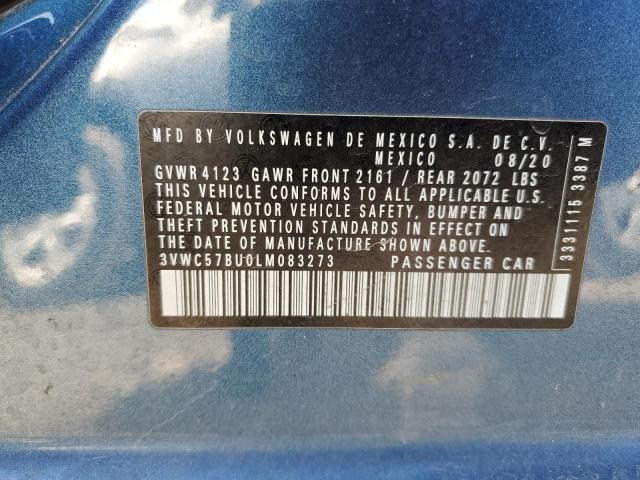 MFD BY VOLKSWAGEN DE MEXICO S.A. DE C.V.
MEXICO 08/20
GVWR 4123 GAWR FRONT 2161 / REAR 2072 LBS
THIS VEHICLE CONFORMS TO ALL APPLICABLE U.S.
FEDERAL MOTOR VEHICLE SAFETY, BUMPER AND
THEFT PREVENTION STANDARDS IN EFFECT ON
THE DATE OF MANUFACTURE SHOWN ABOVE.
3VWC57BU0LM083273 PASSENGER CAR
3331115 3387 M